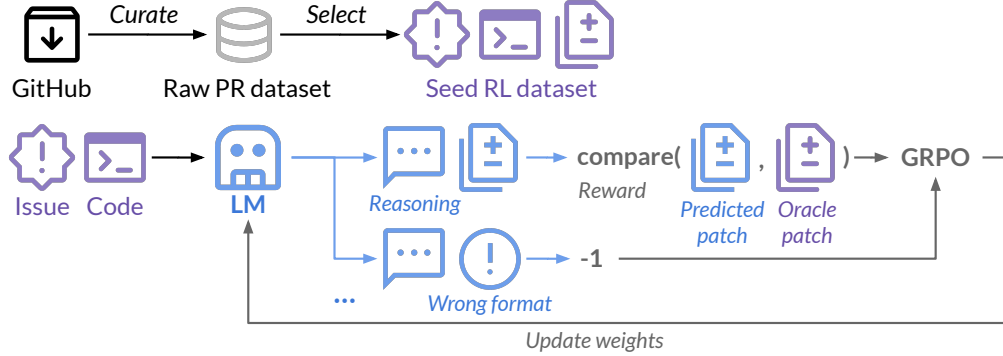 Curate
Select
GitHub
Raw PR dataset
Seed RL dataset
Issue
Code
LM
Reasoning
compare( , )
Reward
Predicted
patch
Oracle
patch
GRPO
-1
...
Wrong format
Update weights